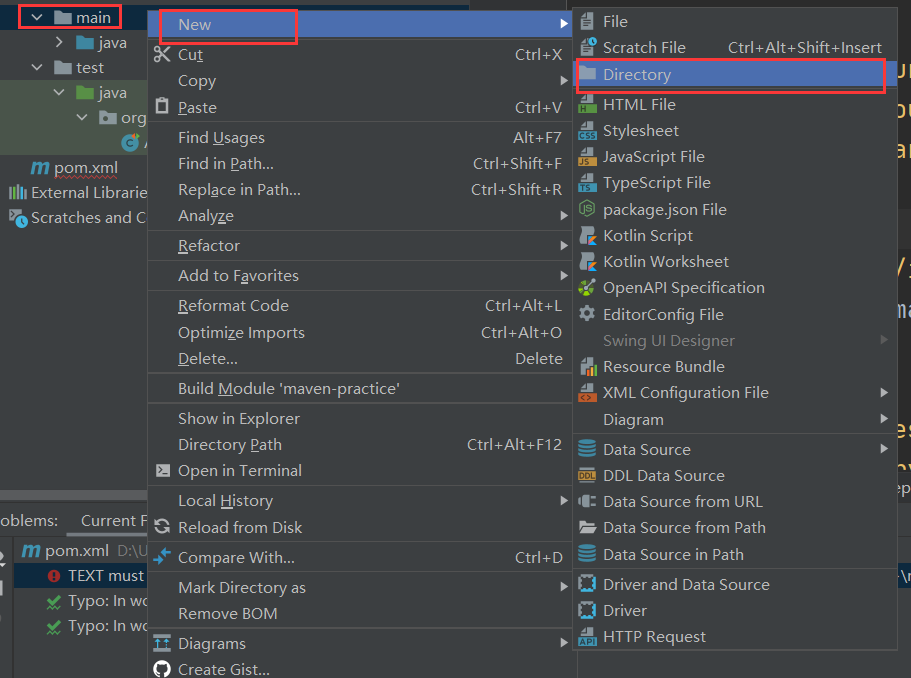 main
java
test
java
org
pom.xml
External Librarie
Scratches and C
New
Cut Ctrl+X
Copy
Paste Ctrl+V
Find Usages Alt+F7
Find in Path... Ctrl+Shift+F
Replace in Path... Ctrl+Shift+R
Analyze
Refactor
Add to Favorites
Reformat Code Ctrl+Alt+L
Optimize Imports Ctrl+Alt+O
Delete... Delete
Build Module 'maven-practice'
Show in Explorer
Directory Path Ctrl+Alt+F12
Open in Terminal
Local History
Reload from Disk
Compare With... Ctrl+D
Mark Directory as
Remove BOM
Diagrams
Create Gist...
File
Scratch File Ctrl+Alt+Shift+Insert
Directory
HTML File
Stylesheet
JavaScript File
TypeScript File
package.json File
Kotlin Script
Kotlin Worksheet
OpenAPI Specification
EditorConfig File
Swing UI Designer
Resource Bundle
XML Configuration File
Diagram
Data Source
DDL Data Source
Data Source from URL
Data Source from Path
Data Source in Path
Driver and Data Source
Driver
HTTP Request
oblems: Current F
pom.xml D:\U
TEXT must
Typo: In wo
Typo: In wo